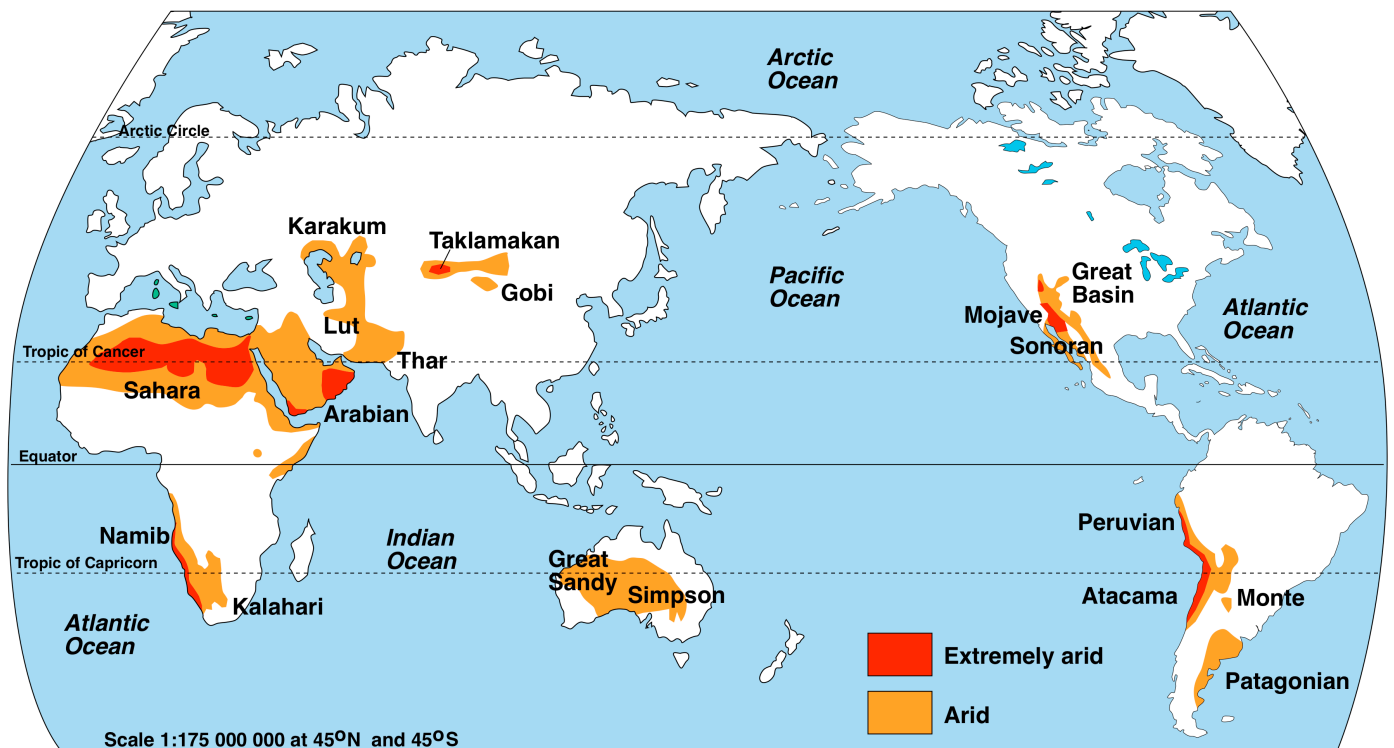 Arctic
Ocean
Arctic Circle
Karakum
Taklamakan
Gobi
Great
Basin
Pacific
Ocean
Atlantic
Ocean
Mojave
Sonoran
Lut
Thar
Tropic of Cancer
Sahara
Arabian
Equator
Namib
Indian
Ocean
Great
Sandy
Simpson
Peruvian
Tropic of Capricorn
Kalahari
Atacama
Monte
Atlantic
Ocean
Extremely arid
Patagonian
Arid
Scale 1:175 000 000 at 45ºN and 45ºS